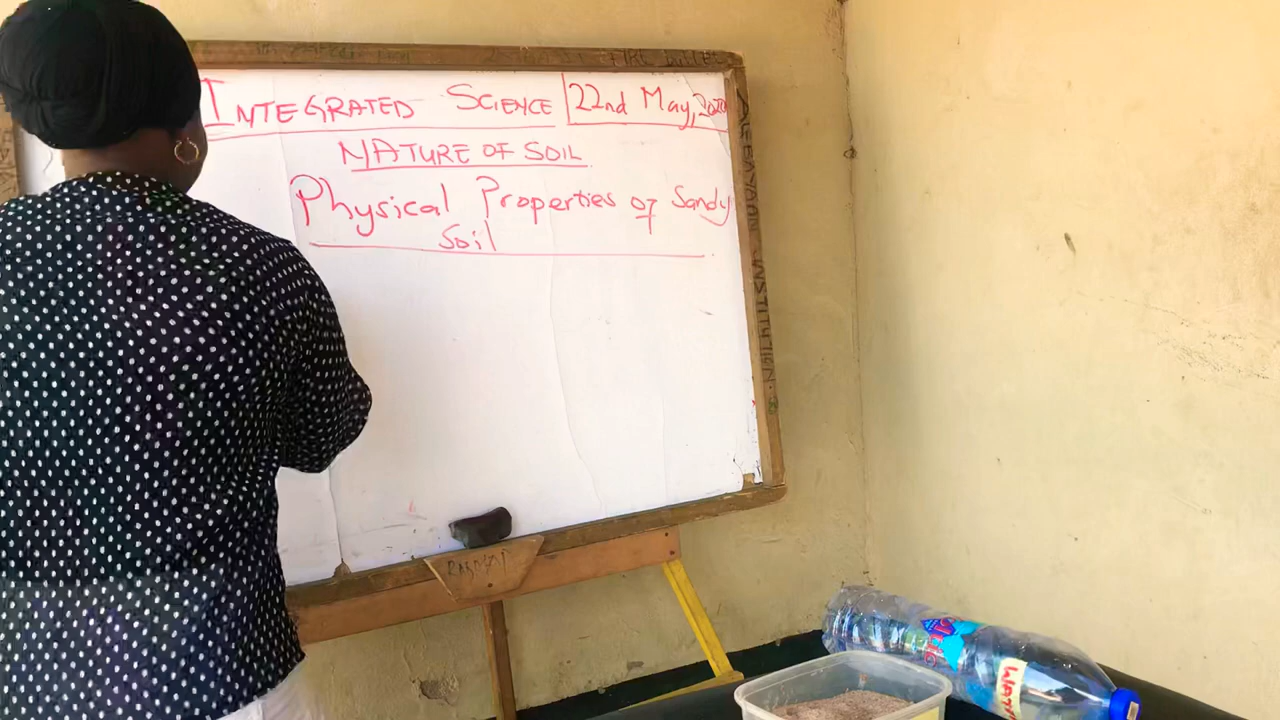 INTEGRATED SCIENCE 22nd May, 2020
NATURE OF SOIL
Physical Properties of Sandy
Soil